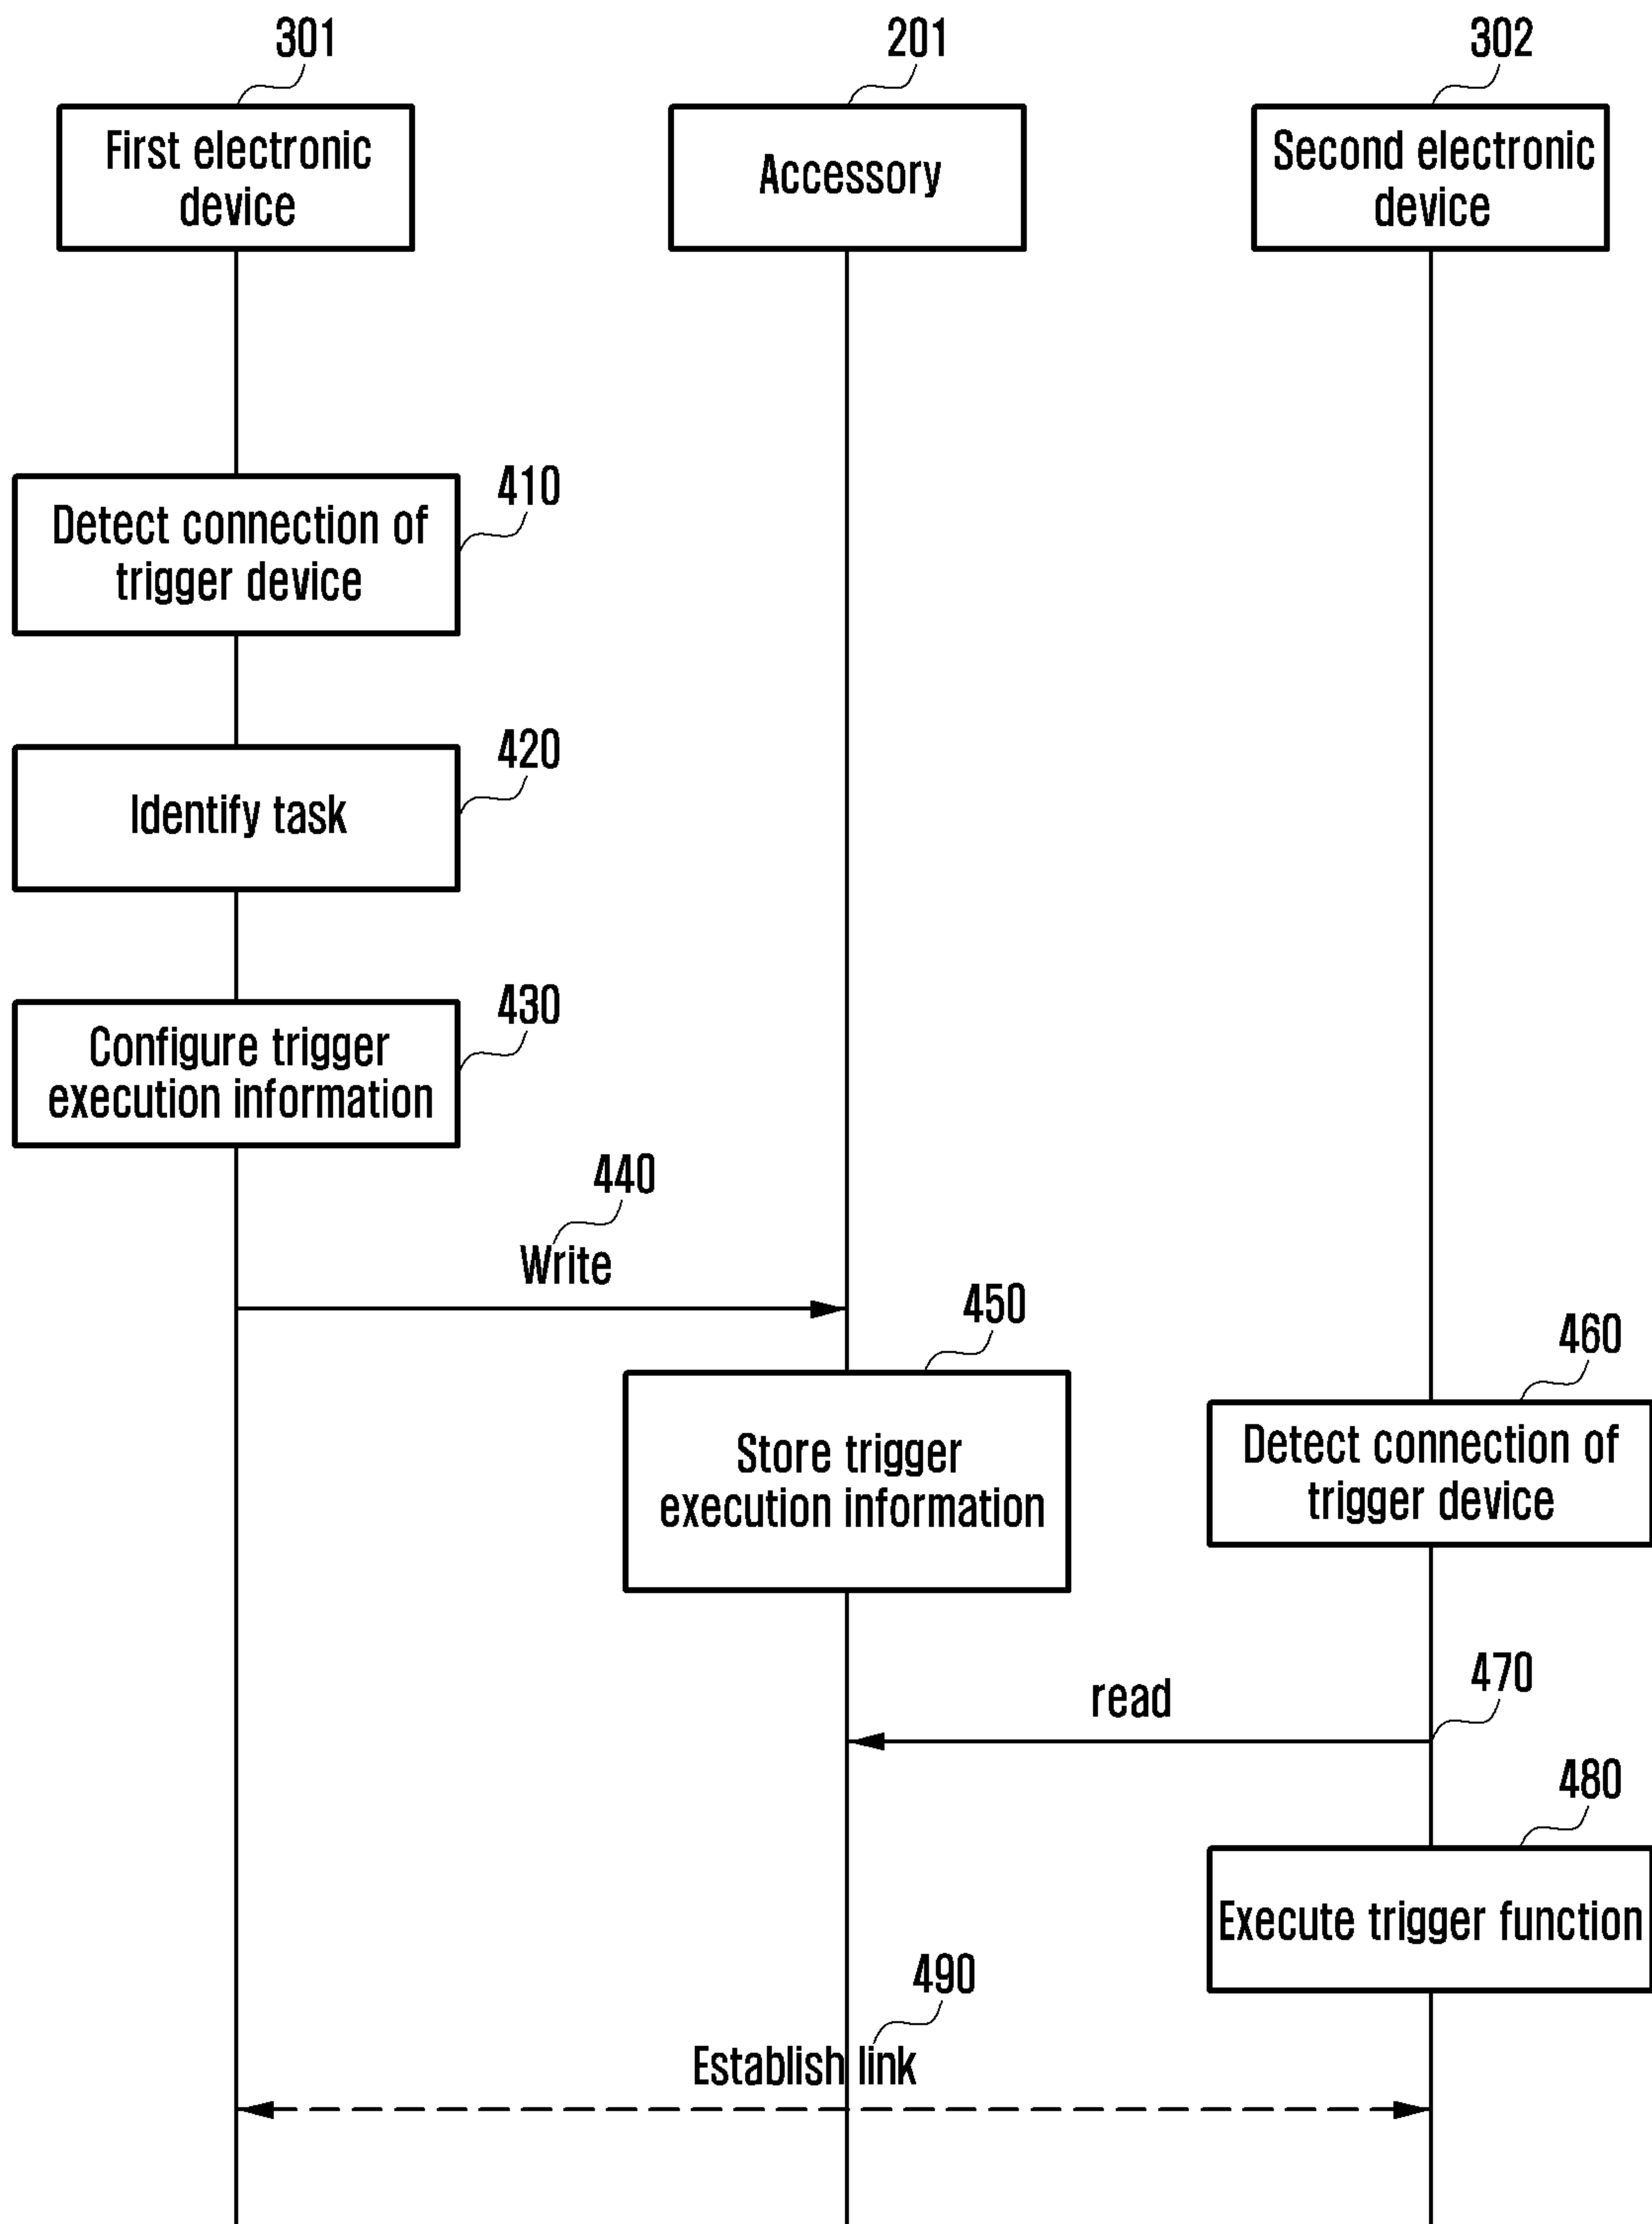 301
201
302
First electronic
device
Accessory
Second electronic
device
410
Detect connection of
trigger device
420
Identify task
430
Configure trigger
execution information
440
Write
450
Store trigger
execution information
460
Detect connection of
trigger device
470
read
480
Execute trigger function
490
Establish link